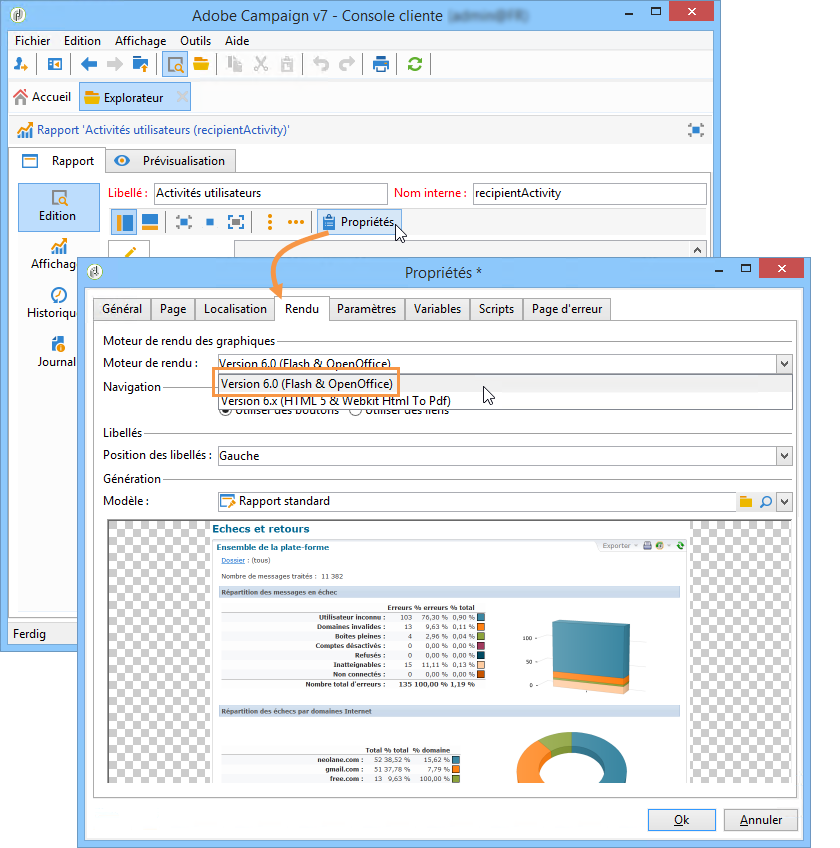 Adobe Campaign v7 - Console cliente
Fichier Edition Affichage Outils Aide
Accueil Explorateur
Rapport 'Activités utilisateurs (recipientActivity)'
Rapport Prévisualisation
Edition
Libellé : Activités utilisateurs Nom interne : recipientActivity
Propriétés
Affichag
Historiqu
Journal
Ferdig
Propriétés *
Général Page Localisation Rendu Paramètres Variables Scripts Page d'erreur
Moteur de rendu des graphiques
Moteur de rendu : Version 6.0 (Flash & OpenOffice)
Version 6.0 (Flash & OpenOffice)
Navigation
Version 6.x (HTML 5 & Webkit Html To Pdf)
Utiliser des boutons Utiliser des liens
Libellés
Position des libellés : Gauche
Génération
Modèle : Rapport standard
Echecs et retours
Ensemble de la plate-forme Exporter
Dossier : (tous)
Nombre de messages traités : 11 382
Répartition des messages en échec
Erreurs % erreurs % total
Utilisateur inconnu : 103 76,30 % 0,90 %
Domaines invalides : 13 9,63 % 0,11 %
Boîtes pleines : 4 2,96 % 0,04 %
Comptes désactivés : 0 0,00 % 0,00 %
Refusés : 0 0,00 % 0,00 %
Inatteignables : 15 11,11 % 0,13 %
Non connectés : 0 0,00 % 0,00 %
Nombre total d'erreurs : 135 100,00 % 1,19 %
100
50
0
Répartition des échecs par domaines Internet
Total % total % domaine
neolane.com : 52 38,52 % 15,62 %
gmail.com : 51 37,78 % 7,79 %
free.com : 13 9,63 % 100,00 %
Ok Annuler